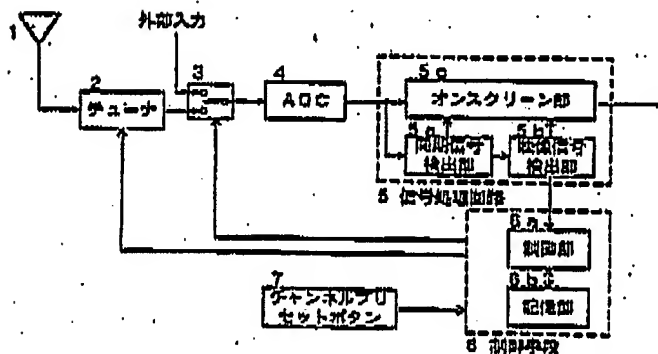 1
外部入力
2
チューナ
3
4
ADC
5c
オンスクリーン部
5a
同期信号
検出部
5b
映像信号
検出部
5 信号処理回路
6a
制御部
6b
記憶部
7
チャンネルプリ
セットボタン
6 制御手段